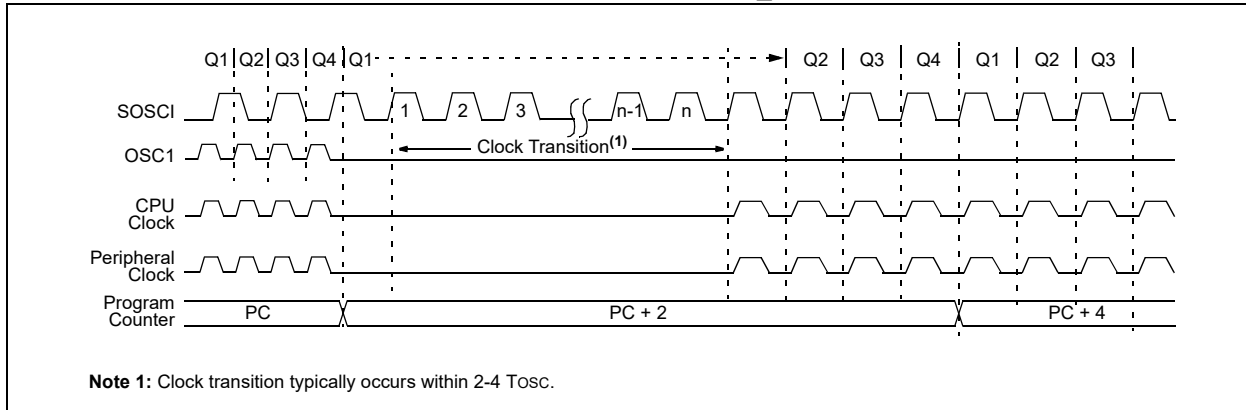 Q1 Q2 Q3 Q4 Q1 Q2 Q3 Q4 Q1 Q2 Q3
SOSCI 1 2 3 n-1 n
OSC1 Clock Transition(1)
CPU
Clock
Peripheral
Clock
Program
Counter
PC PC + 2 PC + 4
Note 1: Clock transition typically occurs within 2-4 TOSC.